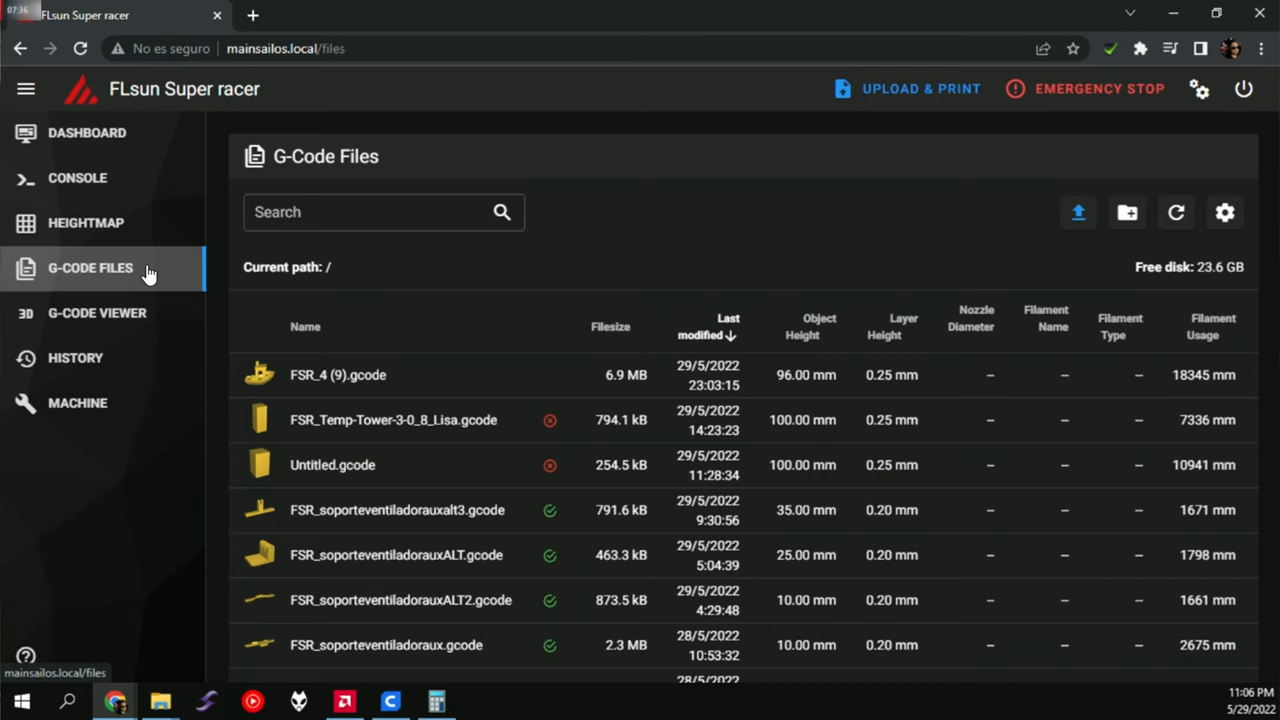 07:36
FLsun Super racer
No es seguro
mainsailos.local/files
FLsun Super racer
UPLOAD & PRINT
EMERGENCY STOP
DASHBOARD
CONSOLE
HEIGHTMAP
G-CODE FILES
3D G-CODE VIEWER
HISTORY
MACHINE
G-Code Files
Search
Current path: /
Free disk: 23.6 GB
Name
Filesize
Last modified
Object Height
Layer Height
Nozzle Diameter
Filament Name
Filament Type
Filament Usage
FSR_4 (9).gcode 6.9 MB 29/5/2022 23:03:15 96.00 mm 0.25 mm – – – 18345 mm
FSR_Temp-Tower-3-0_8_Lisa.gcode 794.1 kB 29/5/2022 14:23:23 100.00 mm 0.25 mm – – – 7336 mm
Untitled.gcode 254.5 kB 29/5/2022 11:28:34 100.00 mm 0.25 mm – – – 10941 mm
FSR_soporteventiladorauxalt3.gcode 791.6 kB 29/5/2022 9:30:56 35.00 mm 0.20 mm – – – 1671 mm
FSR_soporteventiladorauxALT.gcode 463.3 kB 29/5/2022 5:04:39 25.00 mm 0.20 mm – – – 1798 mm
FSR_soporteventiladorauxALT2.gcode 873.5 kB 29/5/2022 4:29:48 10.00 mm 0.20 mm – – – 1661 mm
FSR_soporteventiladoraux.gcode 2.3 MB 28/5/2022 10:53:32 10.00 mm 0.20 mm – – – 2675 mm
28/5/2022
mainsailos.local/files
11:06 PM
5/29/2022